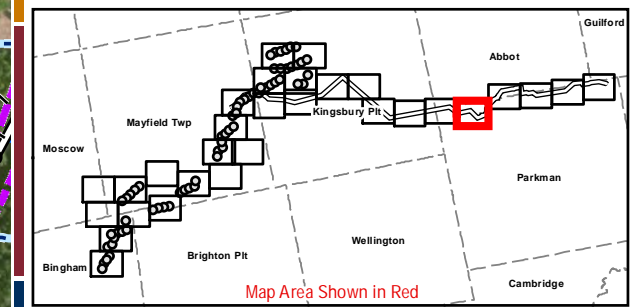 Guilford
Abbot
Mayfield Twp
Kingsbury Plt
Moscow
Parkman
Wellington
Brighton Plt
Bingham
Cambridge
Map Area Shown in Red